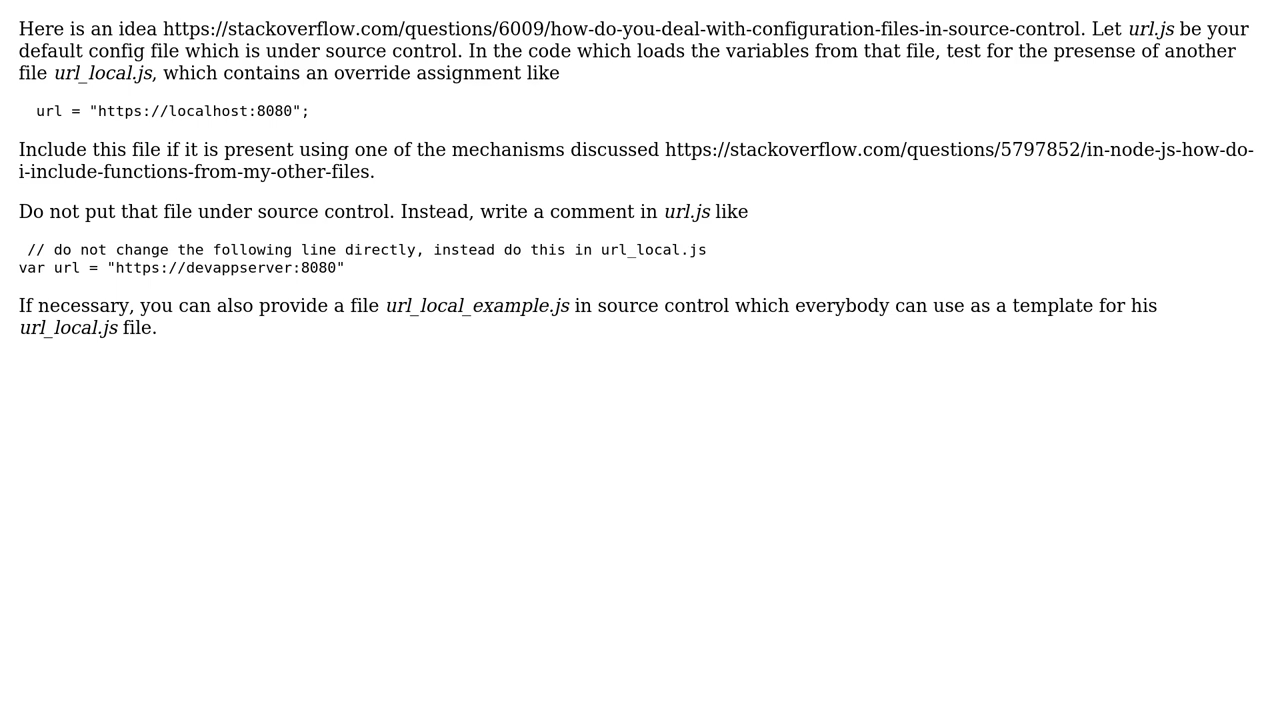 Here is an idea https://stackoverflow.com/questions/6009/how-do-you-deal-with-configuration-files-in-source-control. Let url.js be your
default config file which is under source control. In the code which loads the variables from that file, test for the presense of another
file url_local.js, which contains an override assignment like
url = "https://localhost:8080";
Include this file if it is present using one of the mechanisms discussed https://stackoverflow.com/questions/5797852/in-node-js-how-do-
i-include-functions-from-my-other-files.
Do not put that file under source control. Instead, write a comment in url.js like
// do not change the following line directly, instead do this in url_local.js
var url = "https://devappserver:8080"
If necessary, you can also provide a file url_local_example.js in source control which everybody can use as a template for his
url_local.js file.